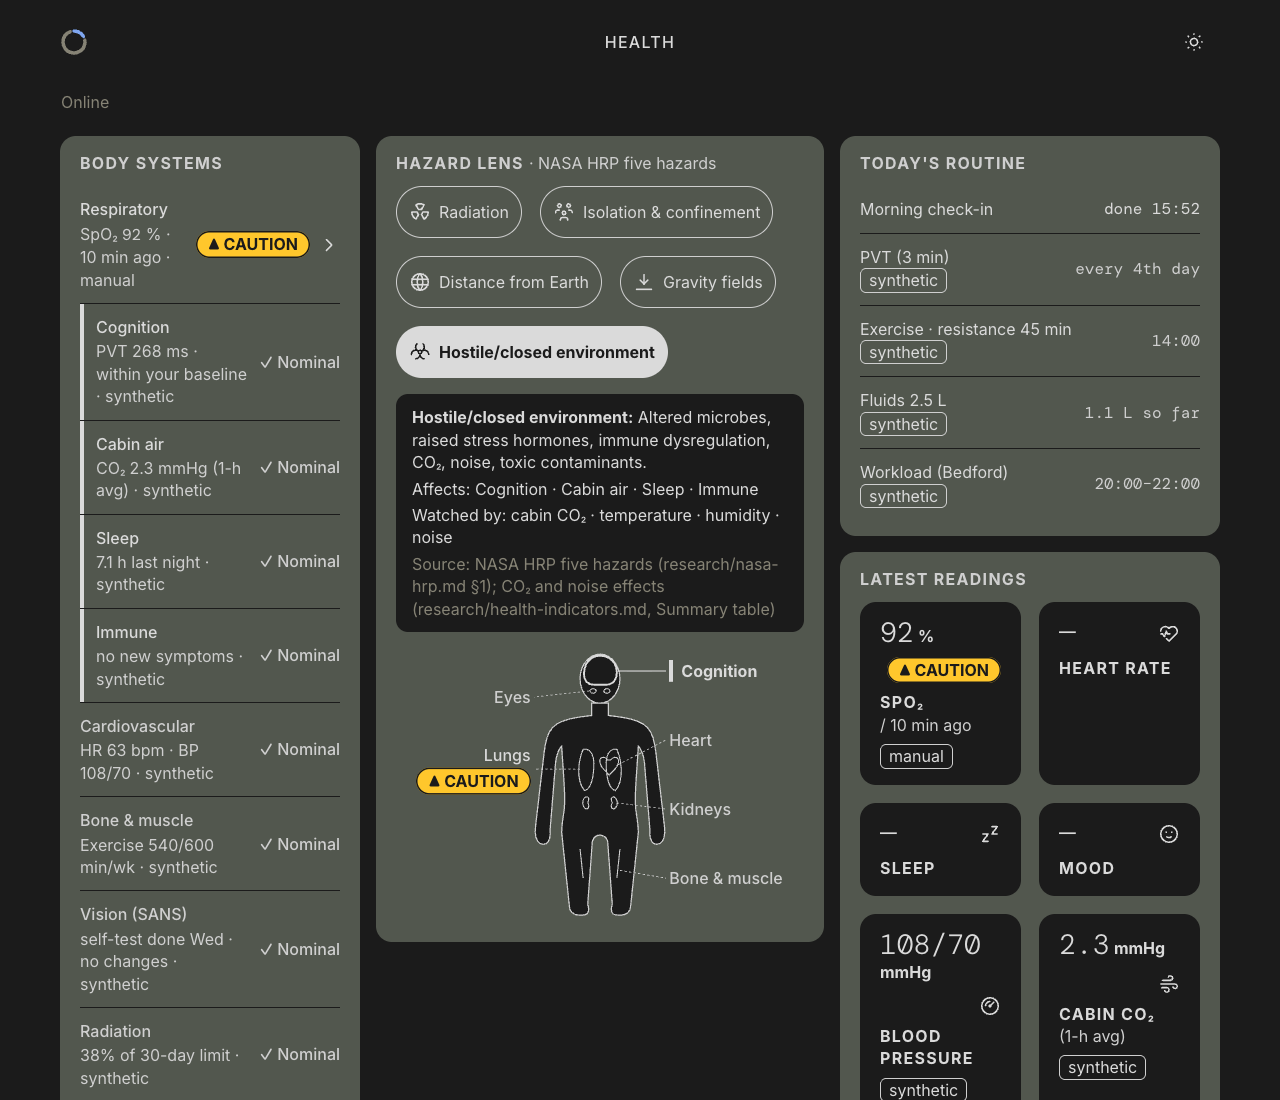 HEALTH
Online
BODY SYSTEMS
Respiratory
SpO₂ 92 % ·
10 min ago ·
manual
CAUTION
Cognition
PVT 268 ms ·
within your baseline
· synthetic
Nominal
Cabin air
CO₂ 2.3 mmHg (1-h
avg) · synthetic
Nominal
Sleep
7.1 h last night ·
synthetic
Nominal
Immune
no new symptoms ·
synthetic
Nominal
Cardiovascular
HR 63 bpm · BP
108/70 · synthetic
Nominal
Bone & muscle
Exercise 540/600
min/wk · synthetic
Nominal
Vision (SANS)
self-test done Wed ·
no changes ·
synthetic
Nominal
Radiation
38% of 30-day limit ·
synthetic
Nominal
HAZARD LENS · NASA HRP five hazards
Radiation
Isolation & confinement
Distance from Earth
Gravity fields
Hostile/closed environment
Hostile/closed environment: Altered microbes,
raised stress hormones, immune dysregulation,
CO₂, noise, toxic contaminants.
Affects: Cognition · Cabin air · Sleep · Immune
Watched by: cabin CO₂ · temperature · humidity ·
noise
Source: NASA HRP five hazards (research/nasa-
hrp.md §1); CO₂ and noise effects
(research/health-indicators.md, Summary table)
Cognition
Eyes
Heart
Lungs
CAUTION
Kidneys
Bone & muscle
TODAY'S ROUTINE
Morning check-in
done 15:52
PVT (3 min)
synthetic
every 4th day
Exercise · resistance 45 min
synthetic
14:00
Fluids 2.5 L
synthetic
1.1 L so far
Workload (Bedford)
synthetic
20:00–22:00
LATEST READINGS
92 %
CAUTION
SPO₂
/ 10 min ago
manual
—
HEART RATE
—
SLEEP
—
MOOD
108/70
mmHg
BLOOD
PRESSURE
synthetic
2.3 mmHg
CABIN CO₂
(1-h avg)
synthetic